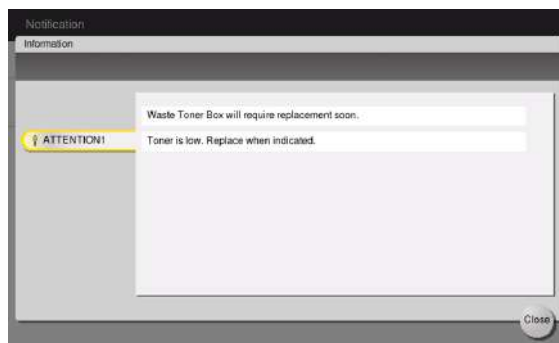 Notification
Information
Waste Toner Box will require replacement soon.
ATTENTION1
Toner is low. Replace when indicated.
Close